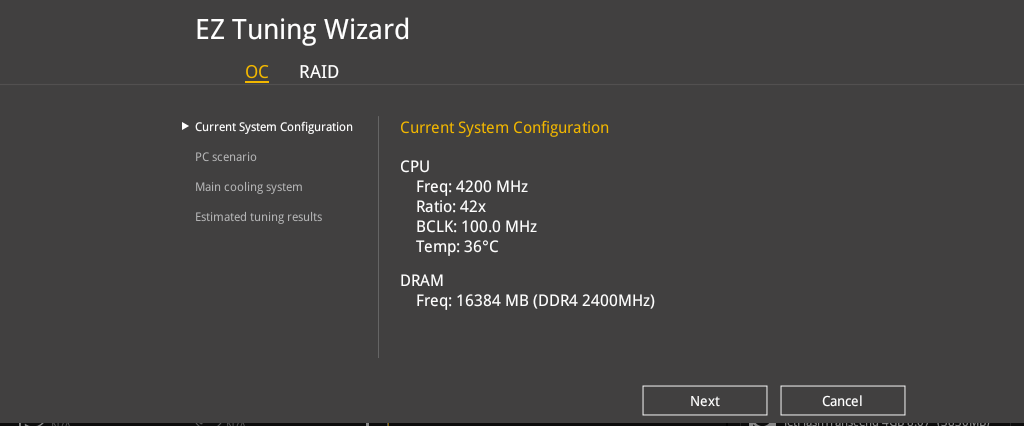 EZ Tuning Wizard
OC RAID
Current System Configuration
PC scenario
Main cooling system
Estimated tuning results
Current System Configuration
CPU
Freq: 4200 MHz
Ratio: 42x
BCLK: 100.0 MHz
Temp: 36°C
DRAM
Freq: 16384 MB (DDR4 2400MHz)
Next Cancel